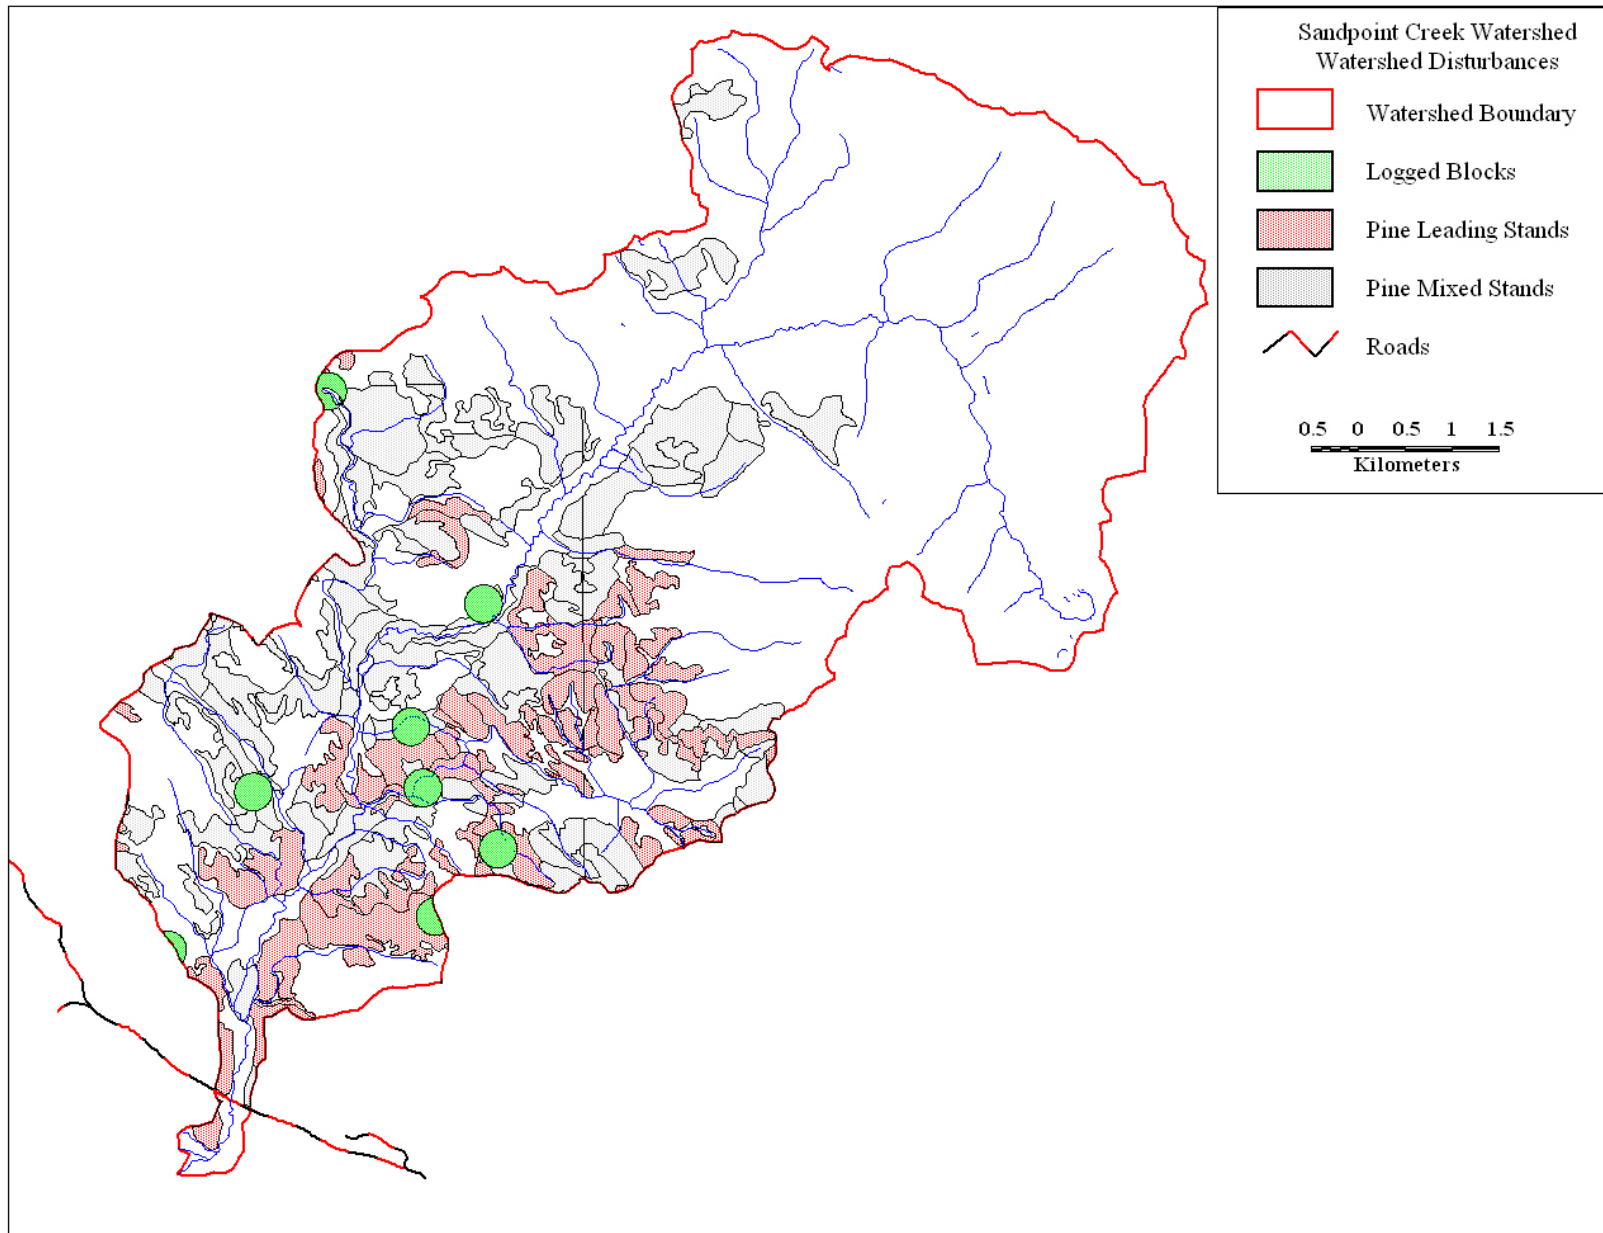 Sandpoint Creek Watershed
Watershed Disturbances
Watershed Boundary
Logged Blocks
Pine Leading Stands
Pine Mixed Stands
Roads
0.5 0 0.5 1 1.5
Kilometers